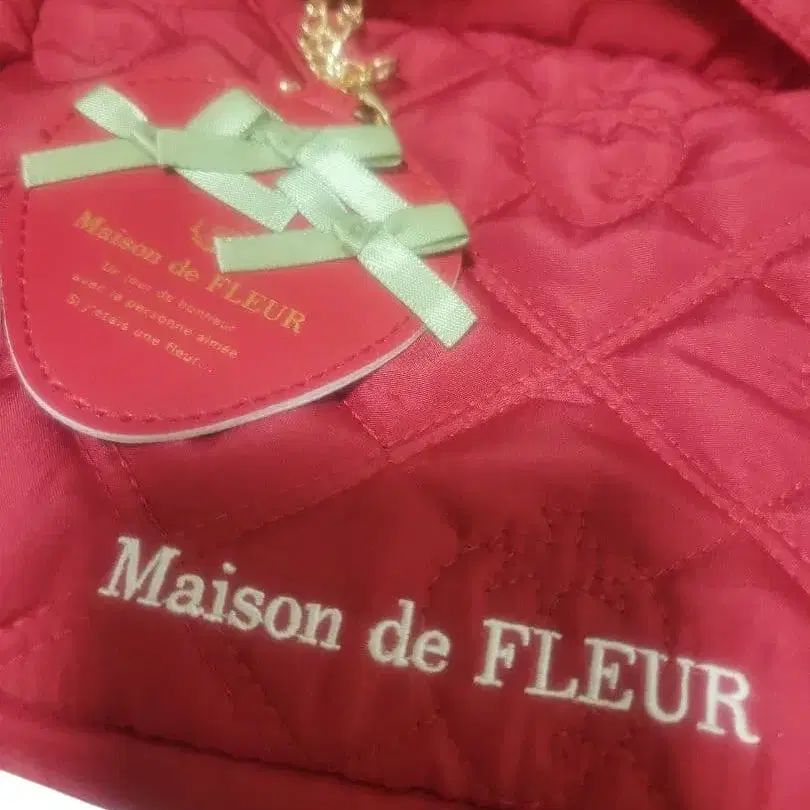 Maison de FLEUR
Un jour de bonheur
avec la personne aimée
Si j'étais une fleur...
Maison de FLEUR